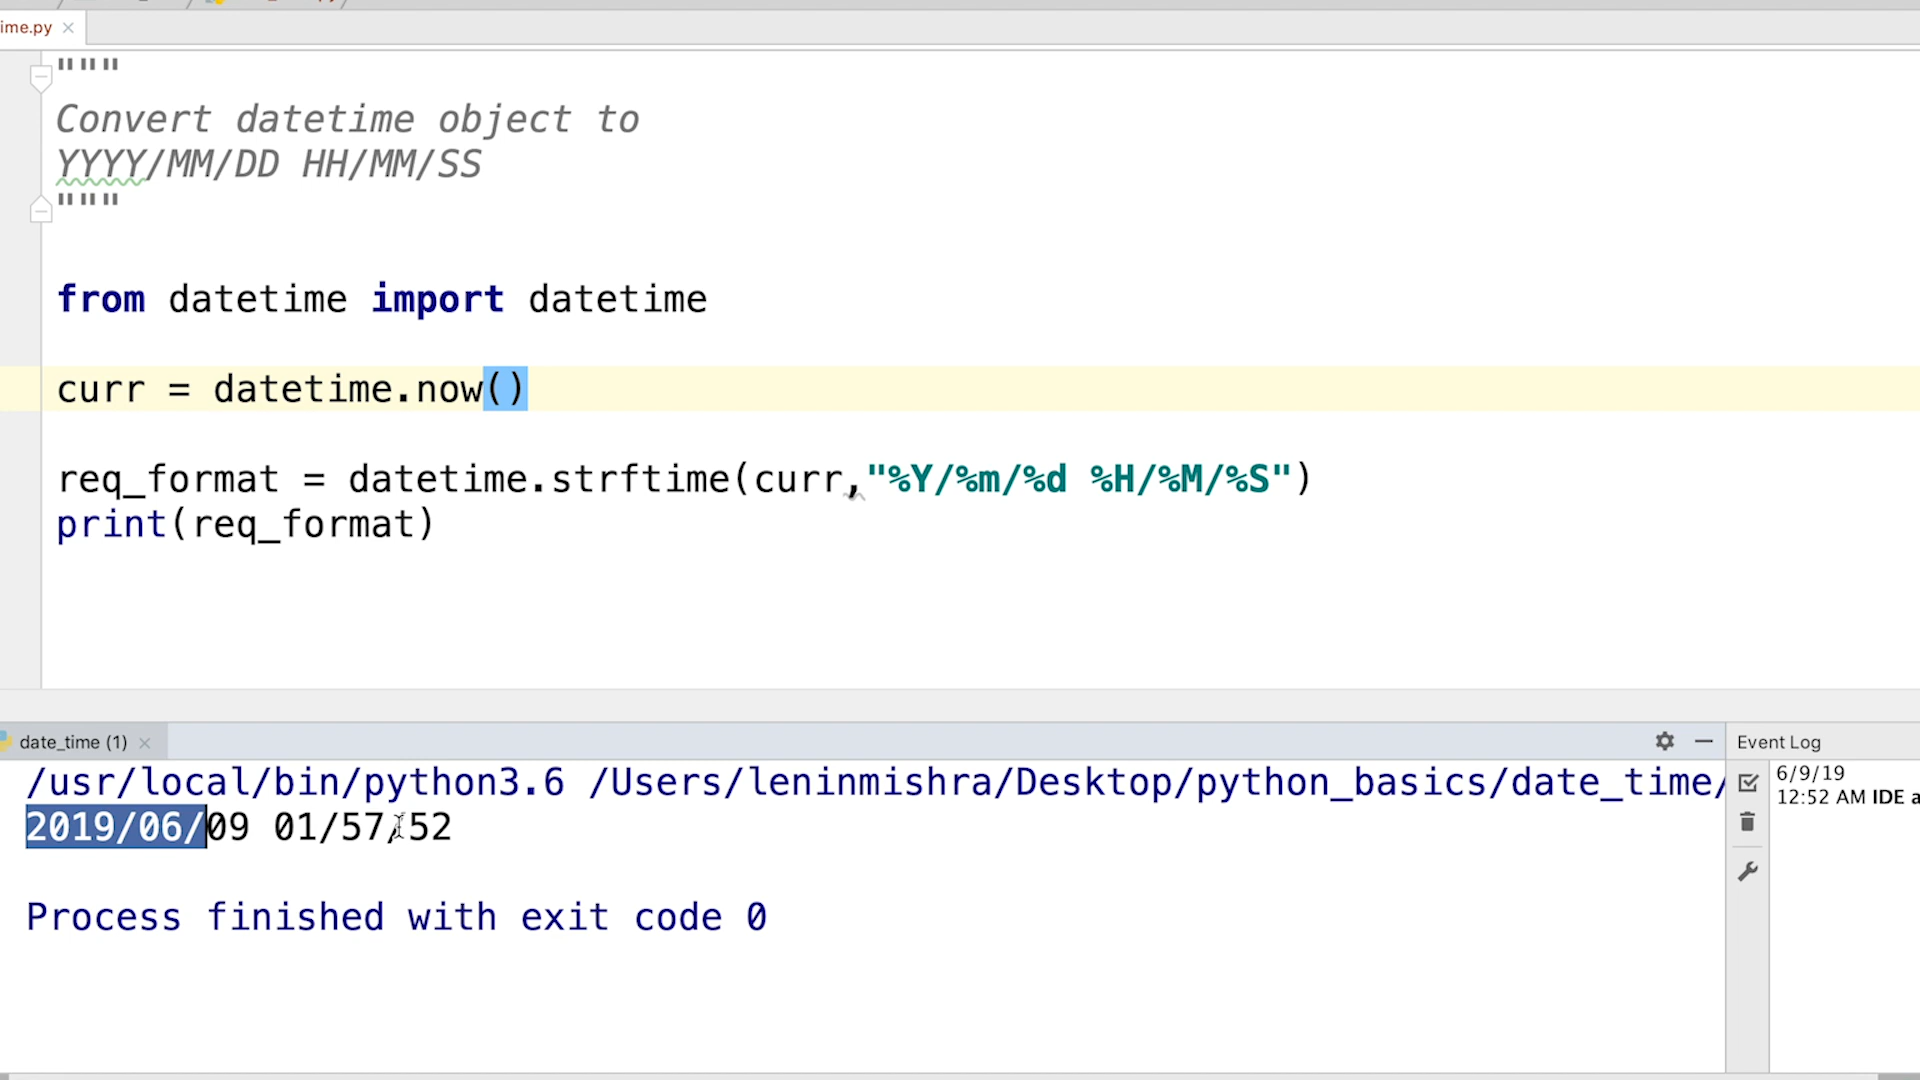 ime.py
"""
Convert datetime object to
YYYY/MM/DD HH/MM/SS
"""
from datetime import datetime
curr = datetime.now()
req_format = datetime.strftime(curr,"%Y/%m/%d %H/%M/%S")
print(req_format)
date_time (1)
Event Log
/usr/local/bin/python3.6 /Users/leninmishra/Desktop/python_basics/date_time/
2019/06/09 01/57/52
Process finished with exit code 0
6/9/19
12:52 AM IDE a